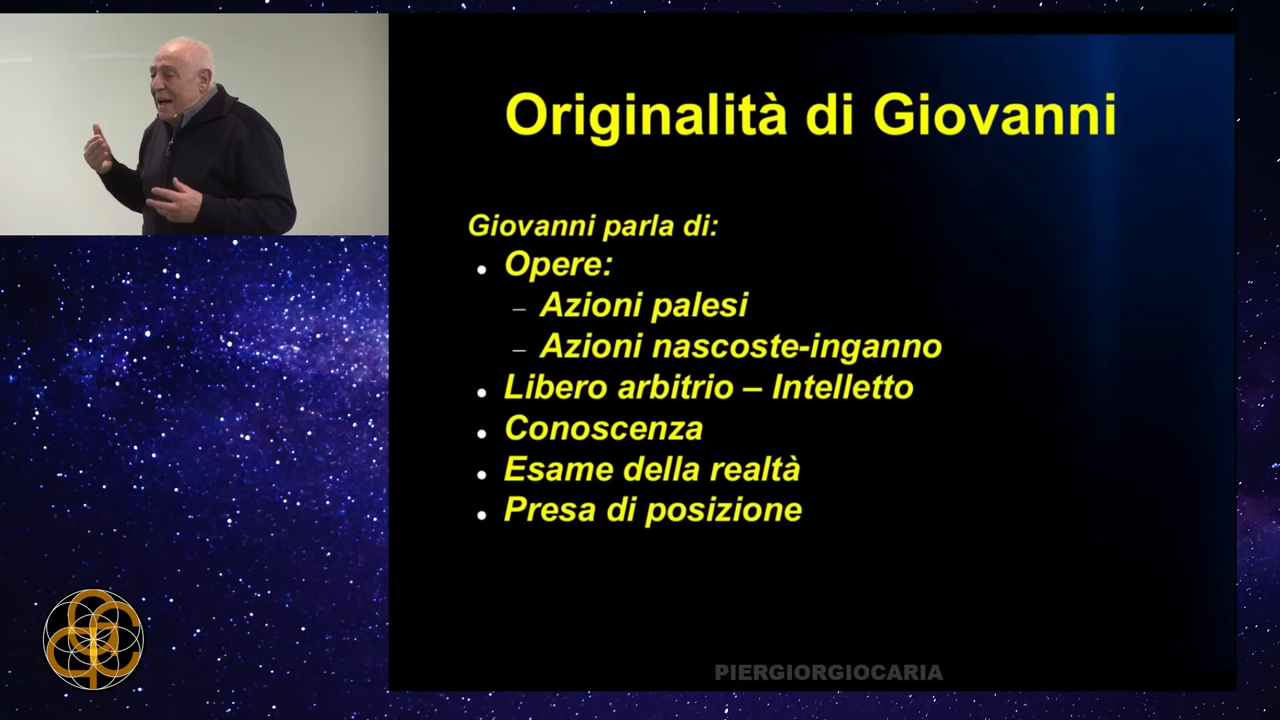 Originalità di Giovanni
Giovanni parla di:
Opere:
– Azioni palesi
– Azioni nascoste-inganno
Libero arbitrio – Intelletto
Conoscenza
Esame della realtà
Presa di posizione
PIERGIORGIOCARIA